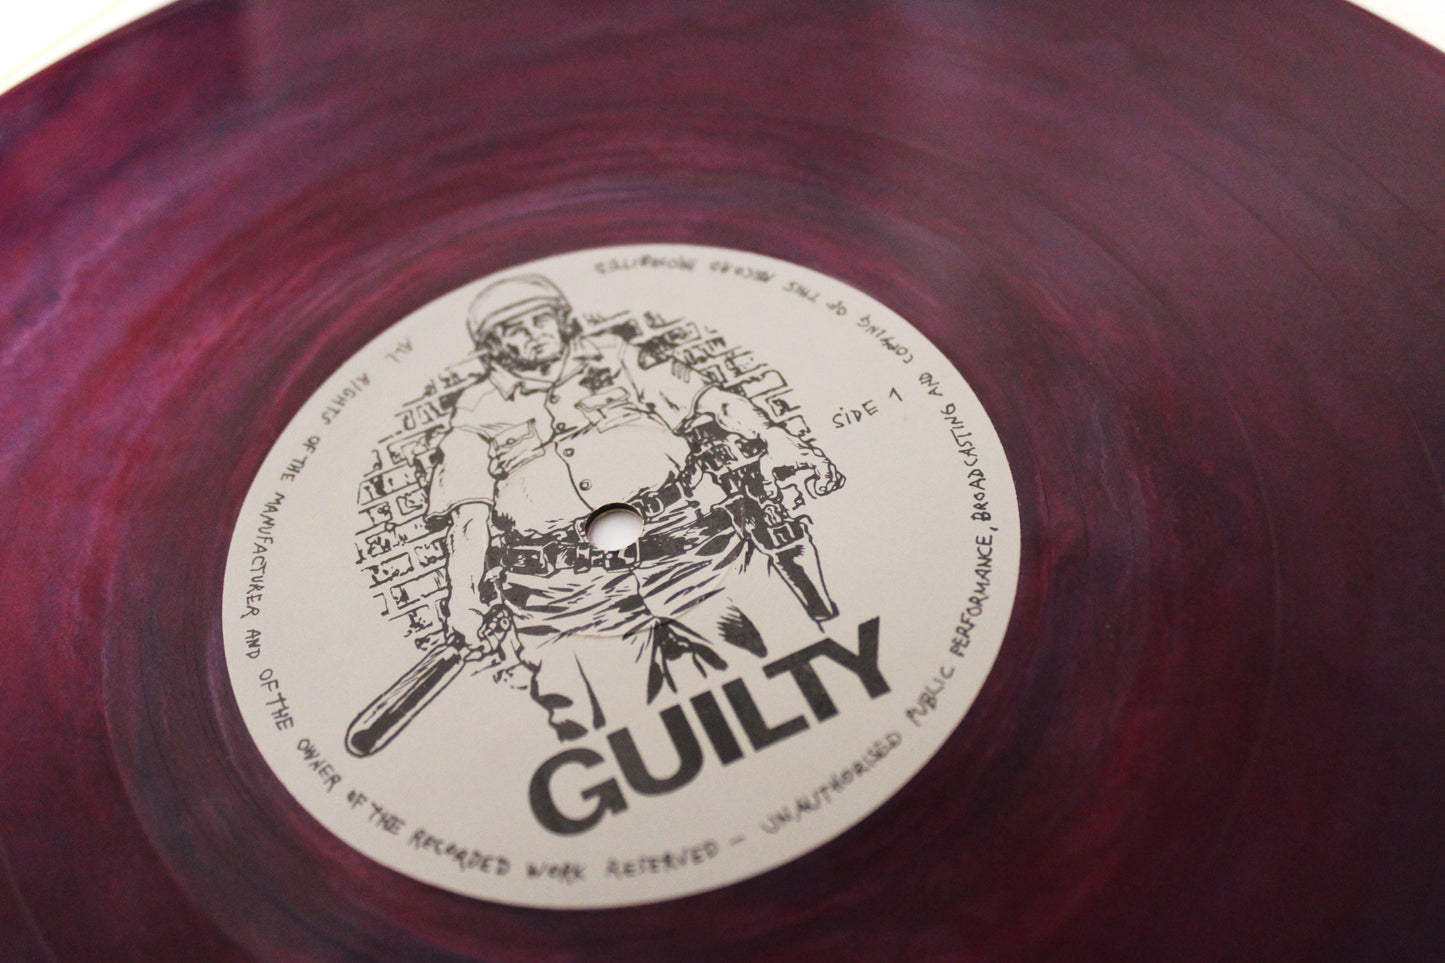 SIDE 1
GUILTY
ALL RIGHTS OF THE MANUFACTURER AND OF THE OWNER OF THE RECORDED WORK RESERVED – UNAUTHORISED PUBLIC PERFORMANCE, BROADCASTING AND COPYING OF THIS RECORD PROHIBITED